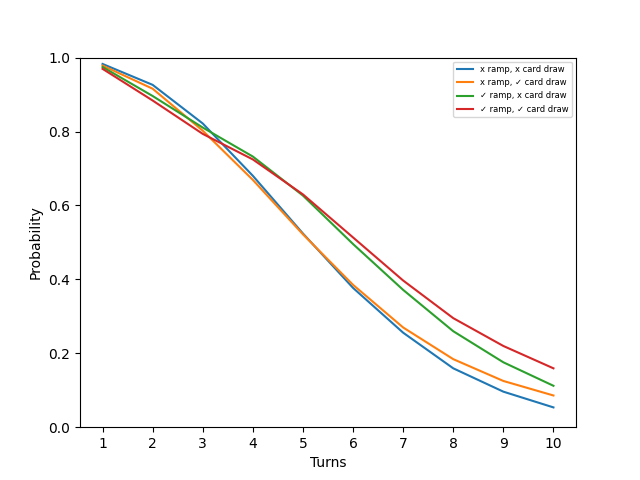 1.0
0.8
0.6
0.4
0.2
0.0
Probability
x ramp, x card draw
x ramp, ✓ card draw
✓ ramp, x card draw
✓ ramp, ✓ card draw
1 2 3 4 5 6 7 8 9 10
Turns